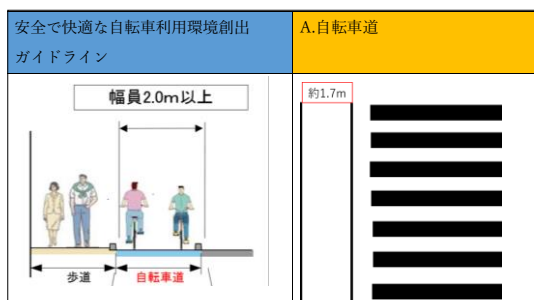 安全で快適な自転車利用環境創出
ガイドライン
A.自転車道
幅員2.0m以上
歩道
自転車道
約1.7m